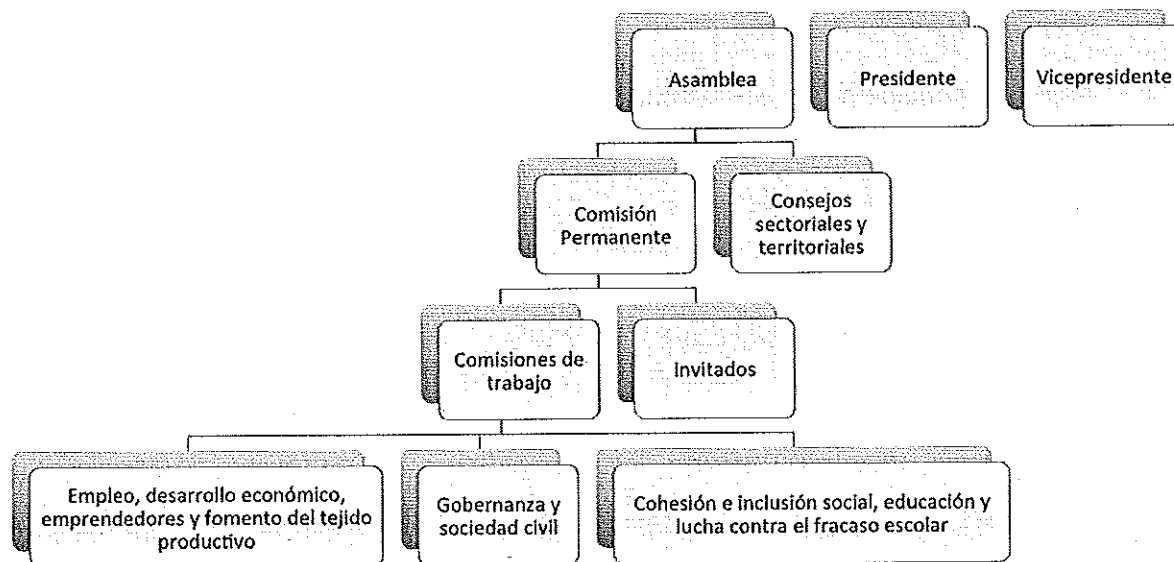 Asamblea
Presidente
Vicepresidente
Comisión
Permanente
Consejos
sectoriales y
territoriales
Comisiones de
trabajo
Invitados
Empleo, desarrollo económico,
emprendedores y fomento del tejido
productivo
Gobernanza y
sociedad civil
Cohesión e inclusión social, educación y
lucha contra el fracaso escolar